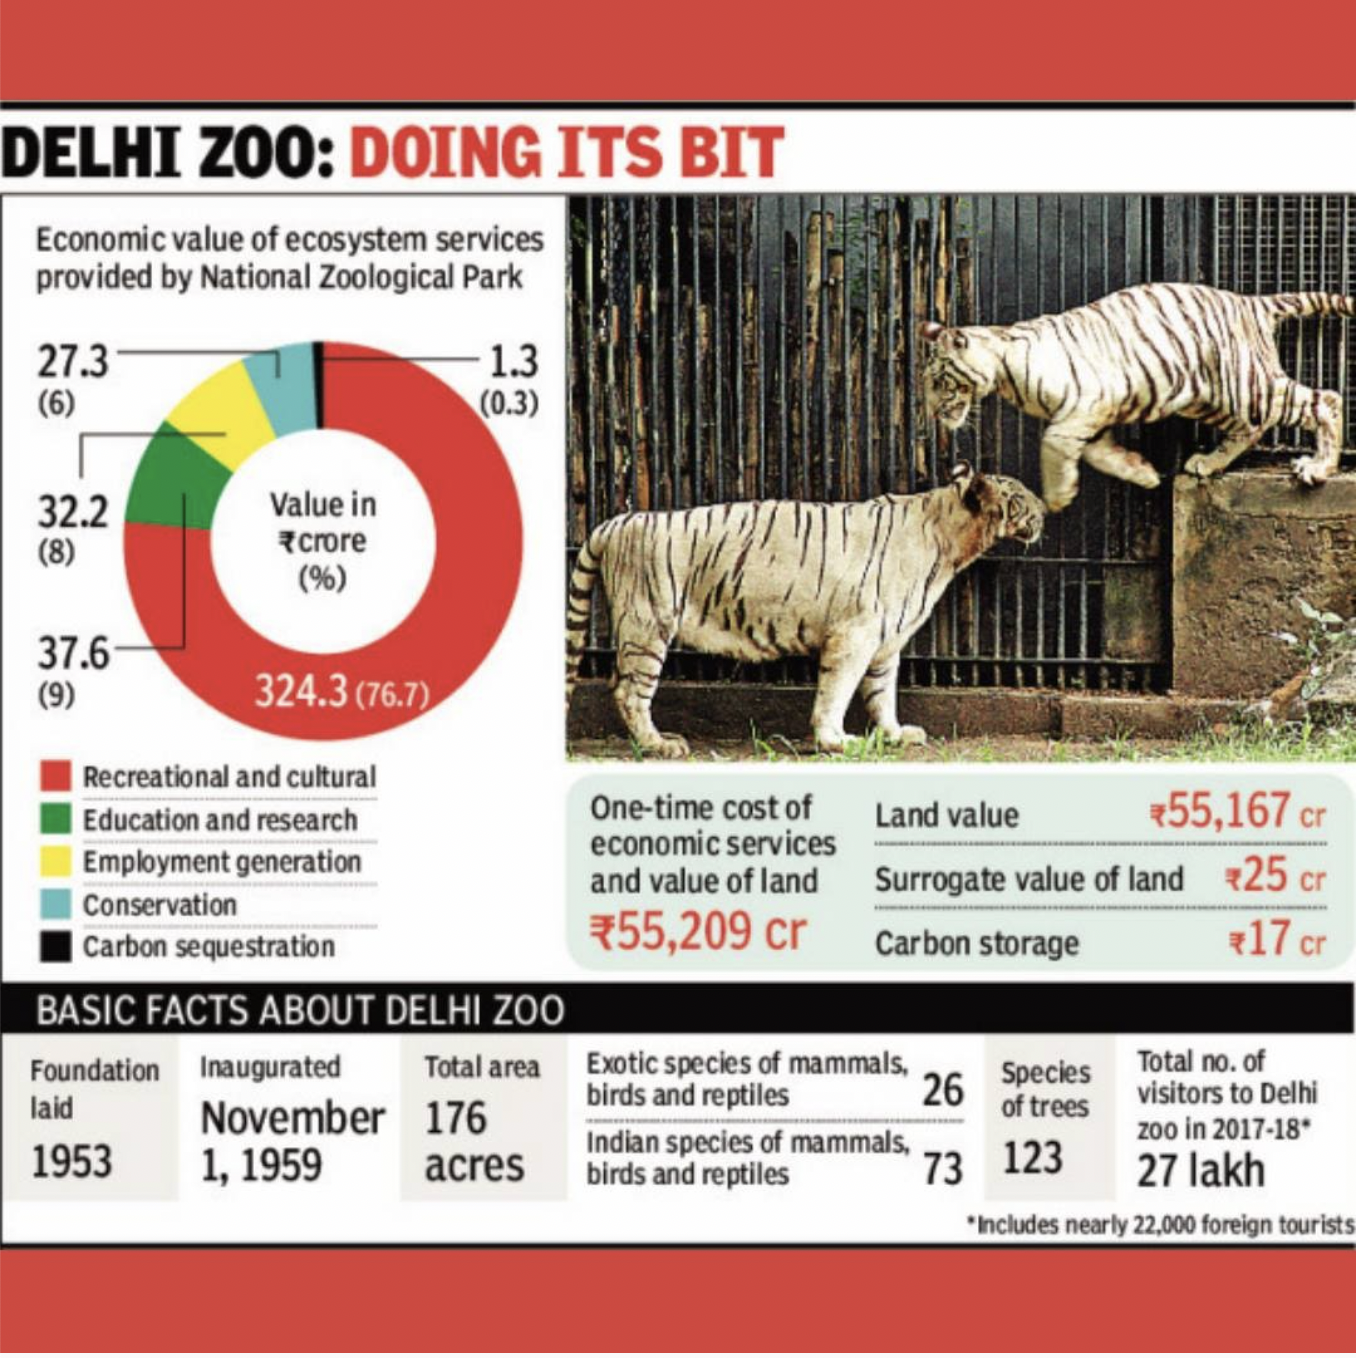 DELHI ZOO: DOING ITS BIT
Economic value of ecosystem services
provided by National Zoological Park
27.3
(6)
1.3
(0.3)
32.2
(8)
37.6
(9)
Value in
₹crore
(%)
324.3 (76.7)
Recreational and cultural
Education and research
Employment generation
Conservation
Carbon sequestration
One-time cost of
economic services
and value of land
₹55,209 cr
Land value ₹55,167 cr
Surrogate value of land ₹25 cr
Carbon storage ₹17 cr
BASIC FACTS ABOUT DELHI ZOO
Foundation
laid
1953
Inaugurated
November
1, 1959
Total area
176
acres
Exotic species of mammals,
birds and reptiles 26
Indian species of mammals,
birds and reptiles 73
Species
of trees
123
Total no. of
visitors to Delhi
zoo in 2017-18*
27 lakh
*Includes nearly 22,000 foreign tourists